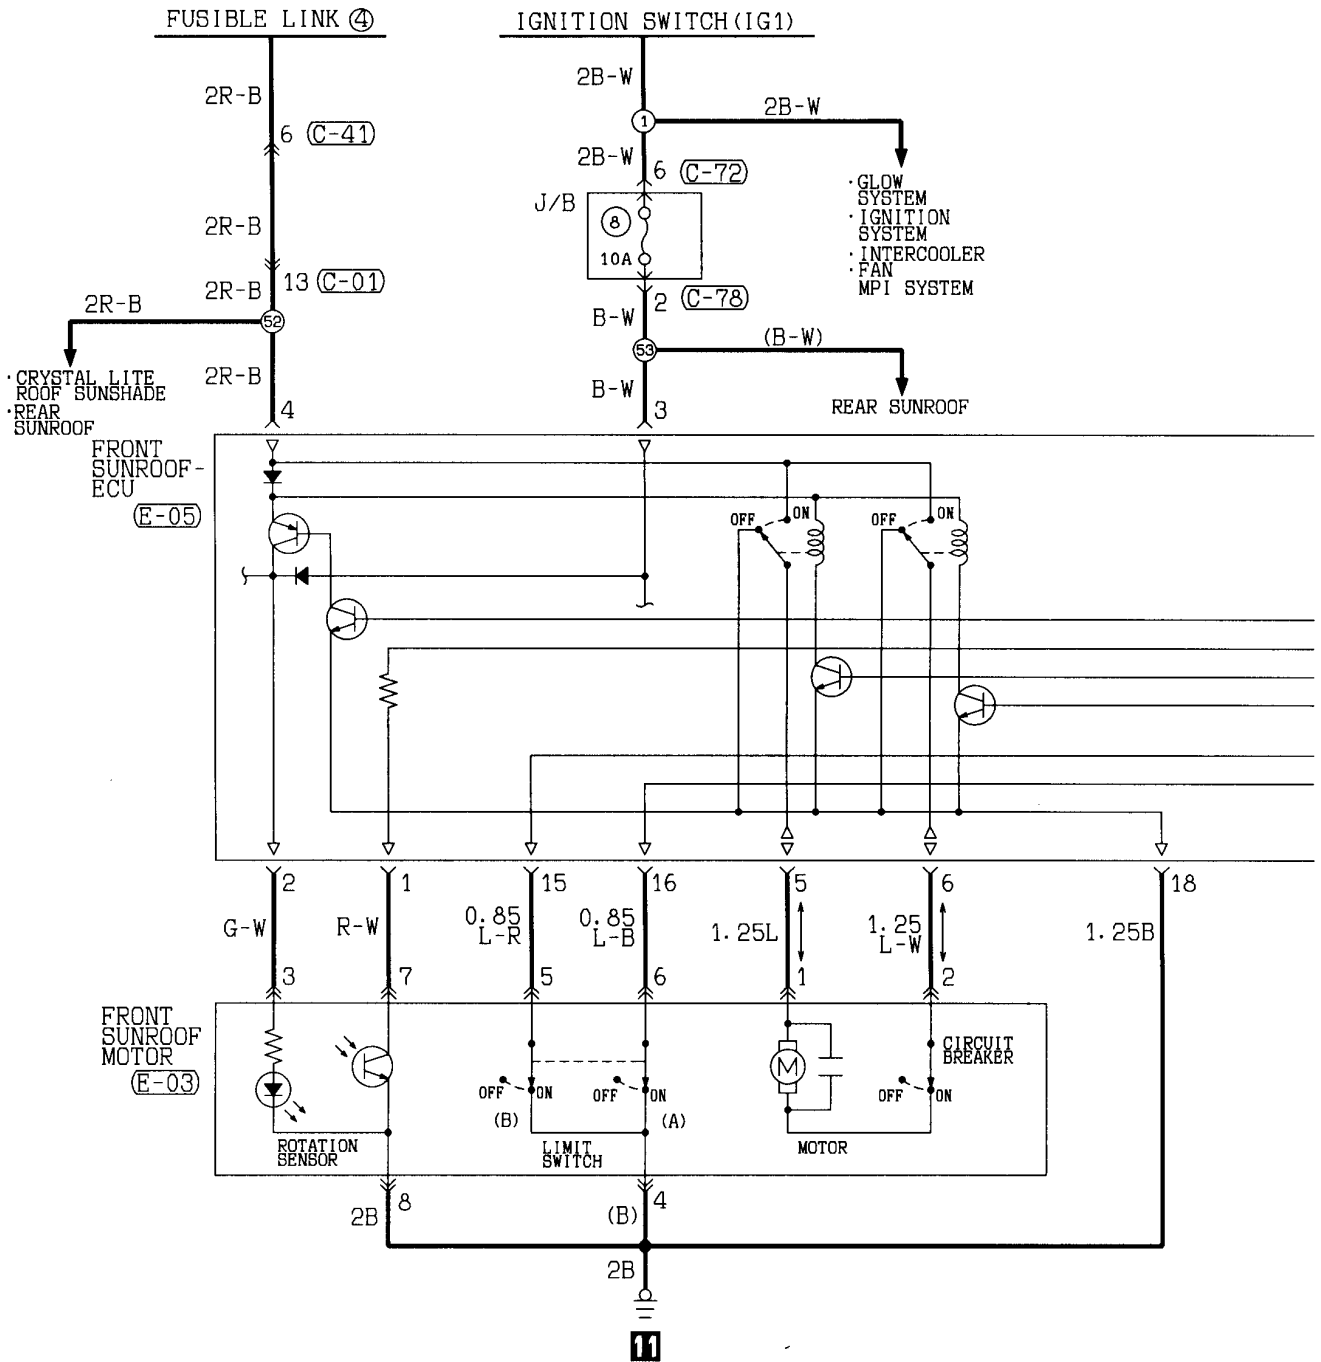 FUSIBLE LINK ④
IGNITION SWITCH(IG1)
2R-B
2B-W
2B-W
6 (C-41)
1
2B-W
6 (C-72)
J/B
8
10A
·GLOW
SYSTEM
·IGNITION
SYSTEM
·INTERCOOLER
·FAN
MPI SYSTEM
2R-B
13 (C-01)
2R-B
2 (C-78)
2R-B
52
B-W
53
(B-W)
·CRYSTAL LITE
ROOF SUNSHADE
·REAR
SUNROOF
2R-B
B-W
REAR SUNROOF
4
3
FRONT
SUNROOF-
ECU
(E-05)
OFF
ON
OFF
ON
2
1
15
16
5
6
18
G-W
R-W
0.85
L-R
0.85
L-B
1.25L
1.25
L-W
1.25B
3
7
5
6
1
2
FRONT
SUNROOF
MOTOR
(E-03)
M
CIRCUIT
BREAKER
OFF
ON
OFF
ON
OFF
ON
(B)
(A)
ROTATION
SENSOR
LIMIT
SWITCH
MOTOR
8
4
2B
(B)
2B
11